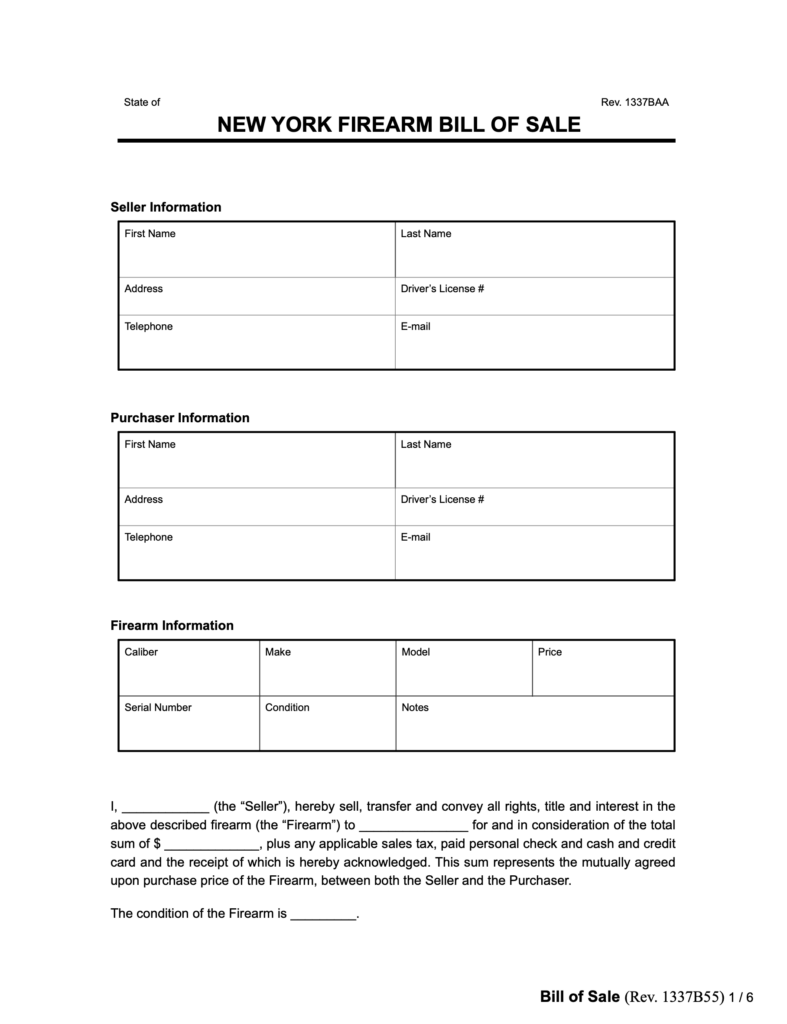 State of Rev. 1337BAA
NEW YORK FIREARM BILL OF SALE
Seller Information
First Name Last Name
Address Driver’s License #
Telephone E-mail
Purchaser Information
First Name Last Name
Address Driver’s License #
Telephone E-mail
Firearm Information
Caliber Make Model Price
Serial Number Condition Notes
I, ____________ (the “Seller”), hereby sell, transfer and convey all rights, title and interest in the
above described firearm (the “Firearm”) to _______________ for and in consideration of the total
sum of $ _____________, plus any applicable sales tax, paid personal check and cash and credit
card and the receipt of which is hereby acknowledged. This sum represents the mutually agreed
upon purchase price of the Firearm, between both the Seller and the Purchaser.
The condition of the Firearm is _________.
Bill of Sale (Rev. 1337B55) 1 / 6